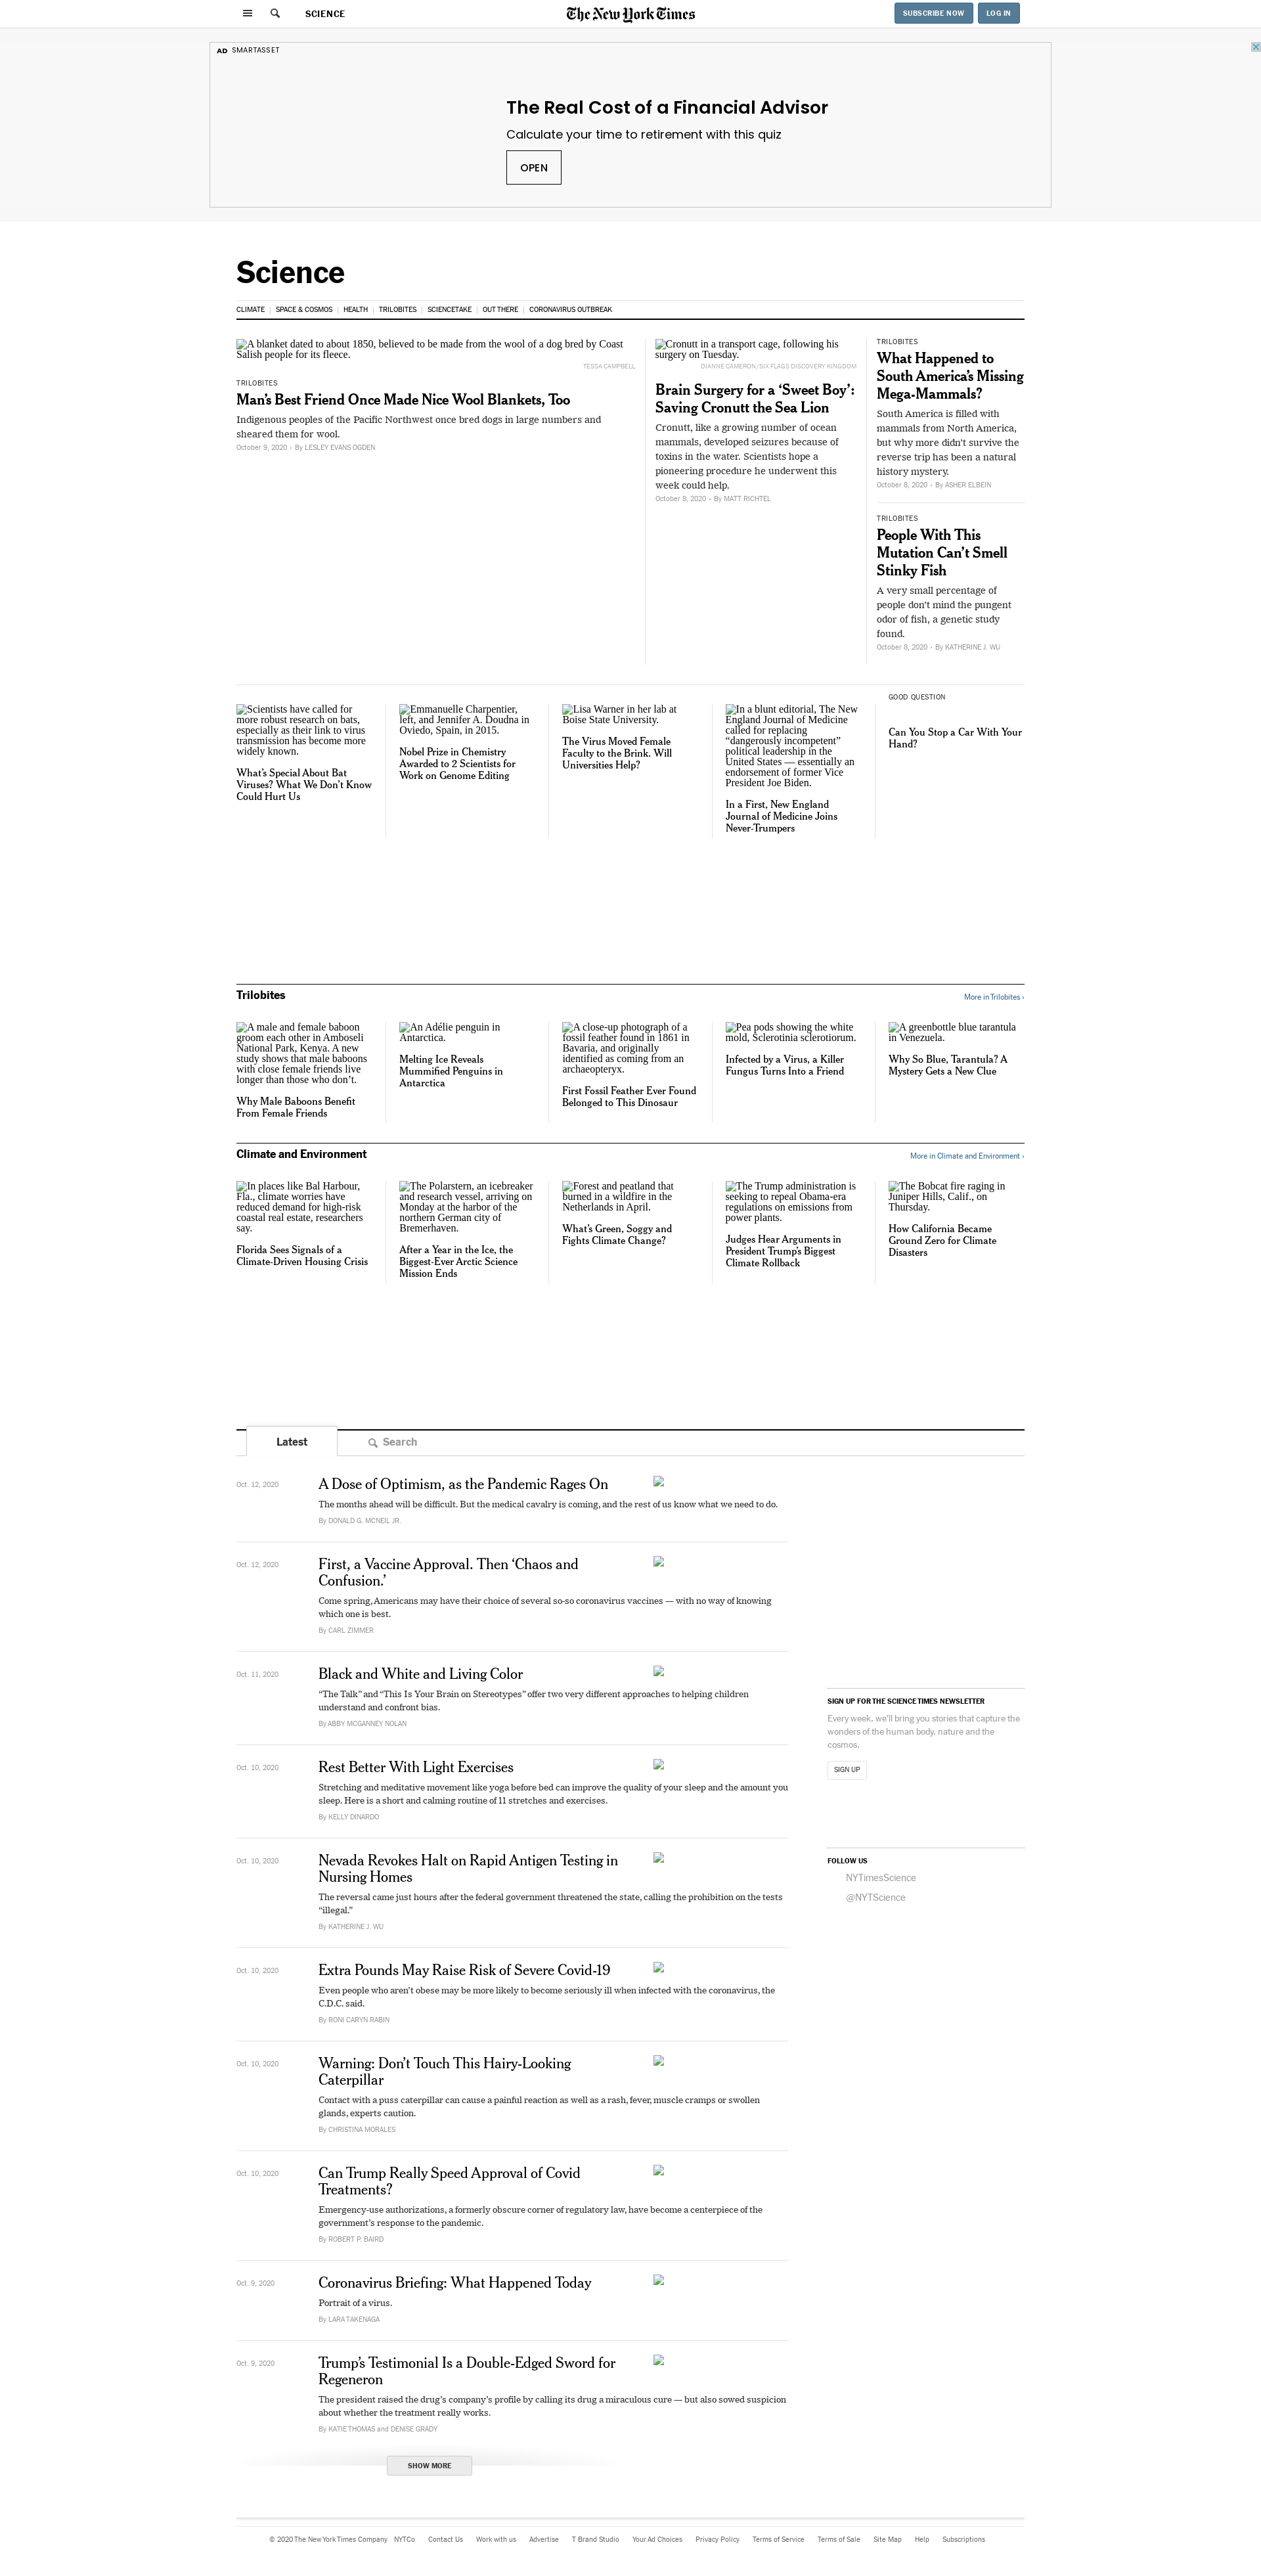 SCIENCE
The New York Times
SUBSCRIBE NOW
LOG IN
AD SMARTASSET
The Real Cost of a Financial Advisor
Calculate your time to retirement with this quiz
OPEN
Science
CLIMATE | SPACE & COSMOS | HEALTH | TRILOBITES | SCIENCETAKE | OUT THERE | CORONAVIRUS OUTBREAK
A blanket dated to about 1850, believed to be made from the wool of a dog bred by Coast
Salish people for its fleece.
TESSA CAMPBELL
TRILOBITES
Man's Best Friend Once Made Nice Wool Blankets, Too
Indigenous peoples of the Pacific Northwest once bred dogs in large numbers and
sheared them for wool.
October 9, 2020 • By LESLEY EVANS OGDEN
Cronutt in a transport cage, following his
surgery on Tuesday.
DIANNE CAMERON/SIX FLAGS DISCOVERY KINGDOM
Brain Surgery for a ‘Sweet Boy’:
Saving Cronutt the Sea Lion
Cronutt, like a growing number of ocean
mammals, developed seizures because of
toxins in the water. Scientists hope a
pioneering procedure he underwent this
week could help.
October 8, 2020 • By MATT RICHTEL
TRILOBITES
What Happened to
South America’s Missing
Mega-Mammals?
South America is filled with
mammals from North America,
but why more didn’t survive the
reverse trip has been a natural
history mystery.
October 8, 2020 • By ASHER ELBEIN
TRILOBITES
People With This
Mutation Can’t Smell
Stinky Fish
A very small percentage of
people don’t mind the pungent
odor of fish, a genetic study
found.
October 8, 2020 • By KATHERINE J. WU
Scientists have called for
more robust research on bats,
especially as their link to virus
transmission has become more
widely known.
What’s Special About Bat
Viruses? What We Don’t Know
Could Hurt Us
Emmanuelle Charpentier,
left, and Jennifer A. Doudna in
Oviedo, Spain, in 2015.
Nobel Prize in Chemistry
Awarded to 2 Scientists for
Work on Genome Editing
Lisa Warner in her lab at
Boise State University.
The Virus Moved Female
Faculty to the Brink. Will
Universities Help?
In a blunt editorial, The New
England Journal of Medicine
called for replacing
“dangerously incompetent”
political leadership in the
United States — essentially an
endorsement of former Vice
President Joe Biden.
In a First, New England
Journal of Medicine Joins
Never-Trumpers
GOOD QUESTION
Can You Stop a Car With Your
Hand?
Trilobites
More in Trilobites ›
A male and female baboon
groom each other in Amboseli
National Park, Kenya. A new
study shows that male baboons
with close female friends live
longer than those who don’t.
Why Male Baboons Benefit
From Female Friends
An Adélie penguin in
Antarctica.
Melting Ice Reveals
Mummified Penguins in
Antarctica
A close-up photograph of a
fossil feather found in 1861 in
Bavaria, and originally
identified as coming from an
archaeopteryx.
First Fossil Feather Ever Found
Belonged to This Dinosaur
Pea pods showing the white
mold, Sclerotinia sclerotiorum.
Infected by a Virus, a Killer
Fungus Turns Into a Friend
A greenbottle blue tarantula
in Venezuela.
Why So Blue, Tarantula? A
Mystery Gets a New Clue
Climate and Environment
More in Climate and Environment ›
In places like Bal Harbour,
Fla., climate worries have
reduced demand for high-risk
coastal real estate, researchers
say.
Florida Sees Signals of a
Climate-Driven Housing Crisis
The Polarstern, an icebreaker
and research vessel, arriving on
Monday at the harbor of the
northern German city of
Bremerhaven.
After a Year in the Ice, the
Biggest-Ever Arctic Science
Mission Ends
Forest and peatland that
burned in a wildfire in the
Netherlands in April.
What’s Green, Soggy and
Fights Climate Change?
The Trump administration is
seeking to repeal Obama-era
regulations on emissions from
power plants.
Judges Hear Arguments in
President Trump’s Biggest
Climate Rollback
The Bobcat fire raging in
Juniper Hills, Calif., on
Thursday.
How California Became
Ground Zero for Climate
Disasters
Latest
Search
Oct. 12, 2020
A Dose of Optimism, as the Pandemic Rages On
The months ahead will be difficult. But the medical cavalry is coming, and the rest of us know what we need to do.
By DONALD G. MCNEIL JR.
Oct. 12, 2020
First, a Vaccine Approval. Then ‘Chaos and
Confusion.’
Come spring, Americans may have their choice of several so-so coronavirus vaccines — with no way of knowing
which one is best.
By CARL ZIMMER
Oct. 11, 2020
Black and White and Living Color
“The Talk” and “This Is Your Brain on Stereotypes” offer two very different approaches to helping children
understand and confront bias.
By ABBY MCGANNEY NOLAN
Oct. 10, 2020
Rest Better With Light Exercises
Stretching and meditative movement like yoga before bed can improve the quality of your sleep and the amount you
sleep. Here is a short and calming routine of 11 stretches and exercises.
By KELLY DINARDO
Oct. 10, 2020
Nevada Revokes Halt on Rapid Antigen Testing in
Nursing Homes
The reversal came just hours after the federal government threatened the state, calling the prohibition on the tests
“illegal.”
By KATHERINE J. WU
Oct. 10, 2020
Extra Pounds May Raise Risk of Severe Covid-19
Even people who aren’t obese may be more likely to become seriously ill when infected with the coronavirus, the
C.D.C. said.
By RONI CARYN RABIN
Oct. 10, 2020
Warning: Don’t Touch This Hairy-Looking
Caterpillar
Contact with a puss caterpillar can cause a painful reaction as well as a rash, fever, muscle cramps or swollen
glands, experts caution.
By CHRISTINA MORALES
Oct. 10, 2020
Can Trump Really Speed Approval of Covid
Treatments?
Emergency-use authorizations, a formerly obscure corner of regulatory law, have become a centerpiece of the
government’s response to the pandemic.
By ROBERT P. BAIRD
Oct. 9, 2020
Coronavirus Briefing: What Happened Today
Portrait of a virus.
By LARA TAKENAGA
Oct. 9, 2020
Trump’s Testimonial Is a Double-Edged Sword for
Regeneron
The president raised the drug’s company’s profile by calling its drug a miraculous cure — but also sowed suspicion
about whether the treatment really works.
By KATIE THOMAS and DENISE GRADY
SHOW MORE
SIGN UP FOR THE SCIENCE TIMES NEWSLETTER
Every week, we’ll bring you stories that capture the
wonders of the human body, nature and the
cosmos.
SIGN UP
FOLLOW US
NYTimesScience
@NYTScience
© 2020 The New York Times Company NYTCo Contact Us Work with us Advertise T Brand Studio Your Ad Choices Privacy Policy Terms of Service Terms of Sale Site Map Help Subscriptions